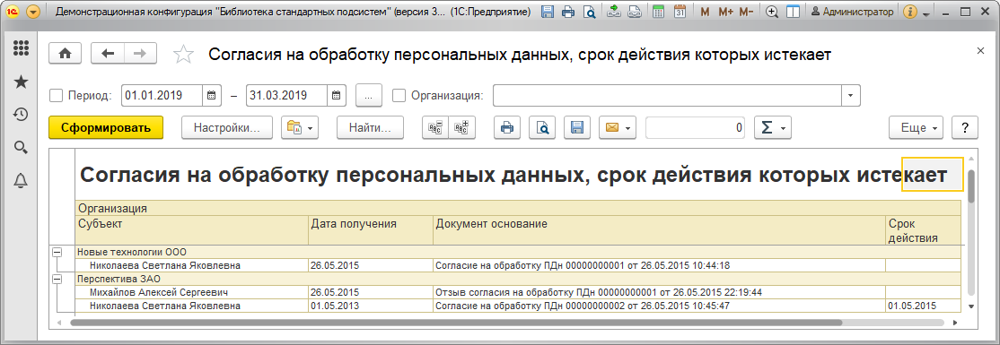 Демонстрационная конфигурация "Библиотека стандартных подсистем" (версия 3... (1С:Предприятие) M M+ M- Администратор
Согласия на обработку персональных данных, срок действия которых истекает
Период: 01.01.2019 – 31.03.2019 ... Организация:
Сформировать Настройки... Найти... 0 Σ Еще ?
Согласия на обработку персональных данных, срок действия которых истекает
Организация
Субъект Дата получения Документ основание Срок
действия
Новые технологии ООО
Николаева Светлана Яковлевна 26.05.2015 Согласие на обработку ПДн 00000000001 от 26.05.2015 10:44:18
Перспектива ЗАО
Михайлов Алексей Сергеевич 26.05.2015 Отзыв согласия на обработку ПДн 00000000001 от 26.05.2015 22:19:44
Николаева Светлана Яковлевна 01.05.2013 Согласие на обработку ПДн 00000000002 от 26.05.2015 10:45:47 01.05.2015